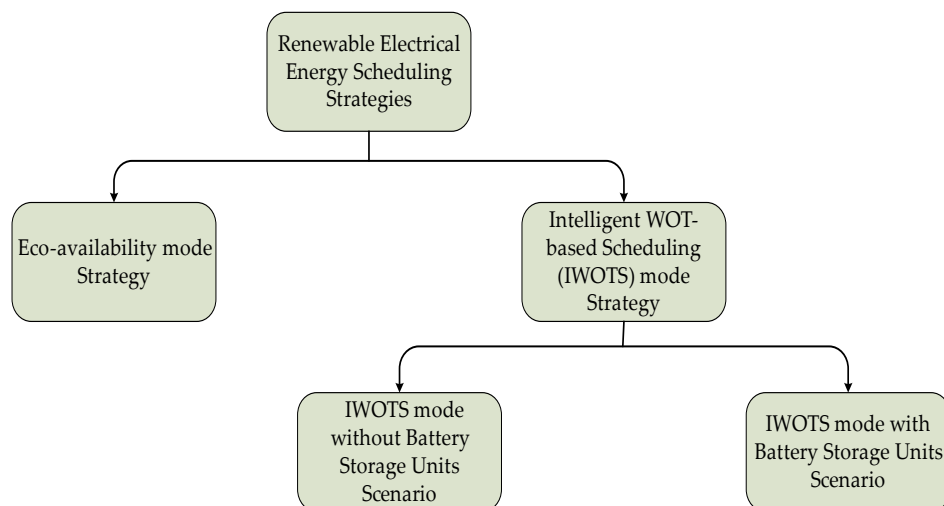 Renewable Electrical
Energy Scheduling
Strategies
Eco-availability mode
Strategy
Intelligent WOT-
based Scheduling
(IWOTS) mode
Strategy
IWOTS mode
without Battery
Storage Units
Scenario
IWOTS mode with
Battery Storage Units
Scenario